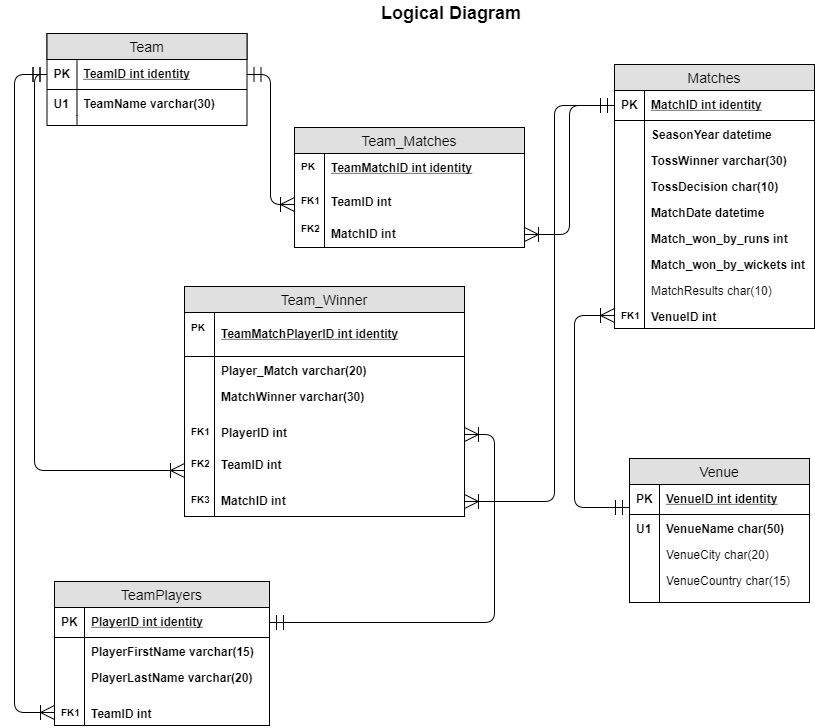 Logical Diagram
Team
PK TeamID int identity
U1 TeamName varchar(30)
Matches
PK MatchID int identity
SeasonYear datetime
TossWinner varchar(30)
TossDecision char(10)
MatchDate datetime
Match_won_by_runs int
Match_won_by_wickets int
MatchResults char(10)
FK1 VenueID int
Team_Matches
PK TeamMatchID int identity
FK1 TeamID int
FK2 MatchID int
Team_Winner
PK TeamMatchPlayerID int identity
Player_Match varchar(20)
MatchWinner varchar(30)
FK1 PlayerID int
FK2 TeamID int
FK3 MatchID int
Venue
PK VenueID int identity
U1 VenueName char(50)
VenueCity char(20)
VenueCountry char(15)
TeamPlayers
PK PlayerID int identity
PlayerFirstName varchar(15)
PlayerLastName varchar(20)
FK1 TeamID int